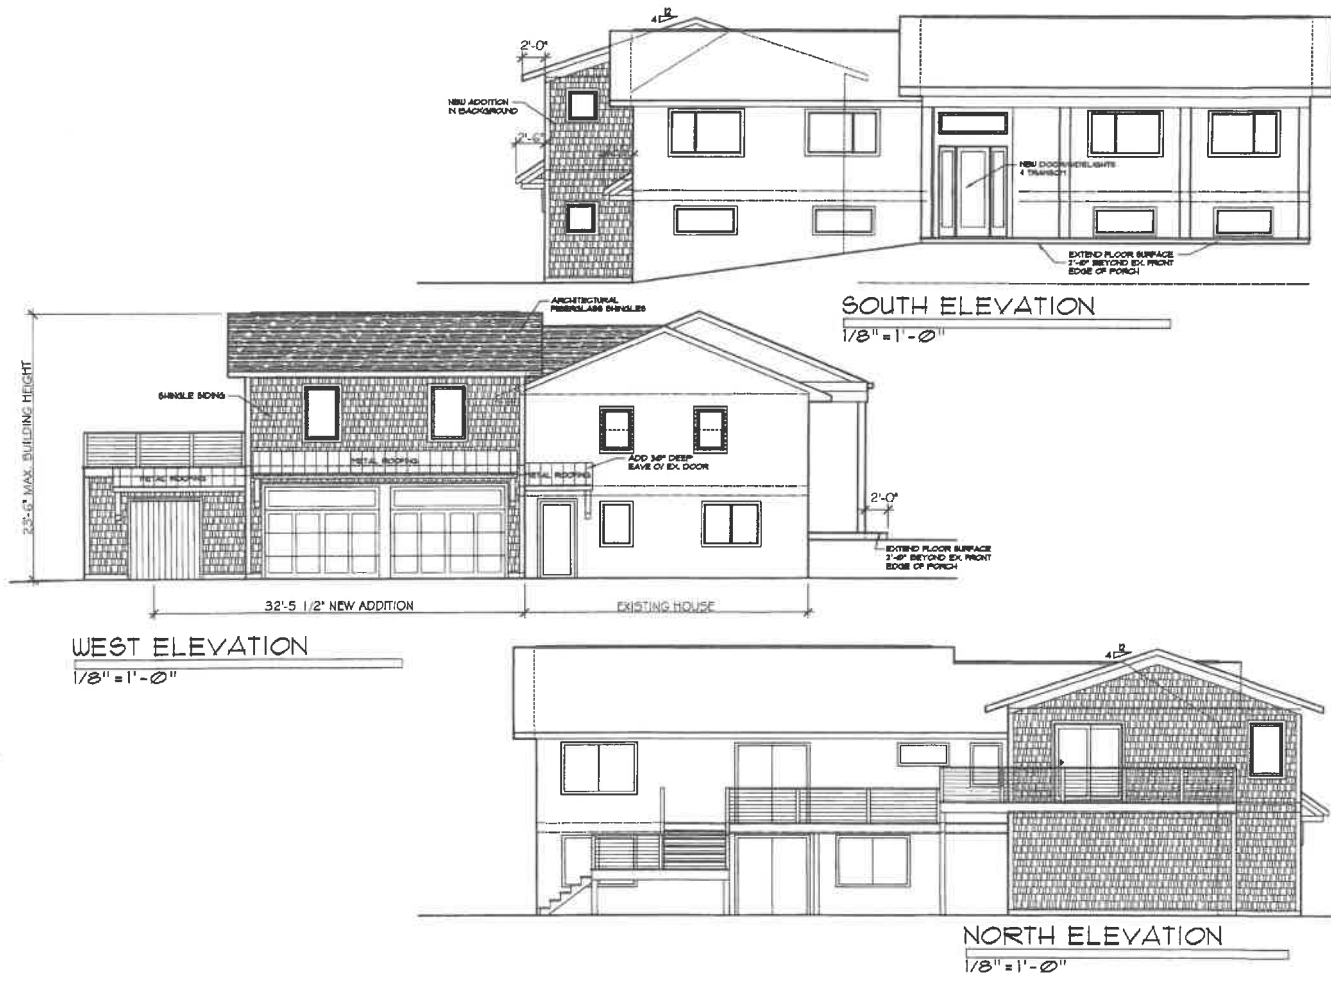 4 12
2'-0"
NEW ADDITION
IN BACKGROUND
2'-6"
NEW DOOR/SIDELIGHTS
& TRANSOM
EXTEND FLOOR SURFACE
2'-0" BEYOND EX. FRONT
EDGE OF PORCH
SOUTH ELEVATION
1/8" = 1'-0"
ARCHITECTURAL
FIBERGLASS SHINGLES
23'-6" MAX. BUILDING HEIGHT
SHINGLE SIDING
METAL ROOFING
METAL ROOFING
METAL ROOFING
ADD 36" DEEP
EAVE O/ EX. DOOR
2'-0"
EXTEND FLOOR SURFACE
2'-0" BEYOND EX. FRONT
EDGE OF PORCH
32'-5 1/2" NEW ADDITION
EXISTING HOUSE
WEST ELEVATION
1/8" = 1'-0"
4 12
NORTH ELEVATION
1/8" = 1'-0"